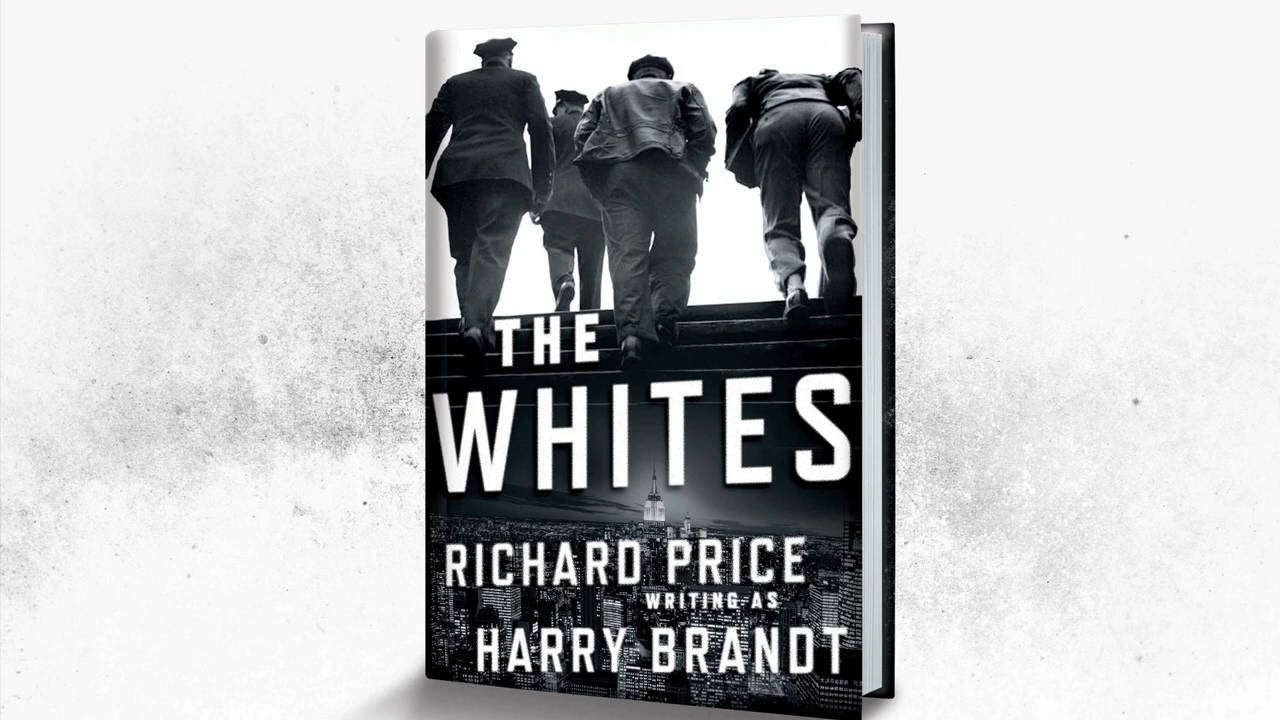 THE
WHITES
RICHARD PRICE
WRITING AS
HARRY BRANDT